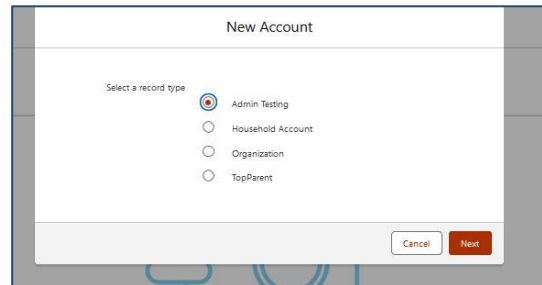 New Account
Select a record type
Admin Testing
Household Account
Organization
TopParent
Cancel
Next